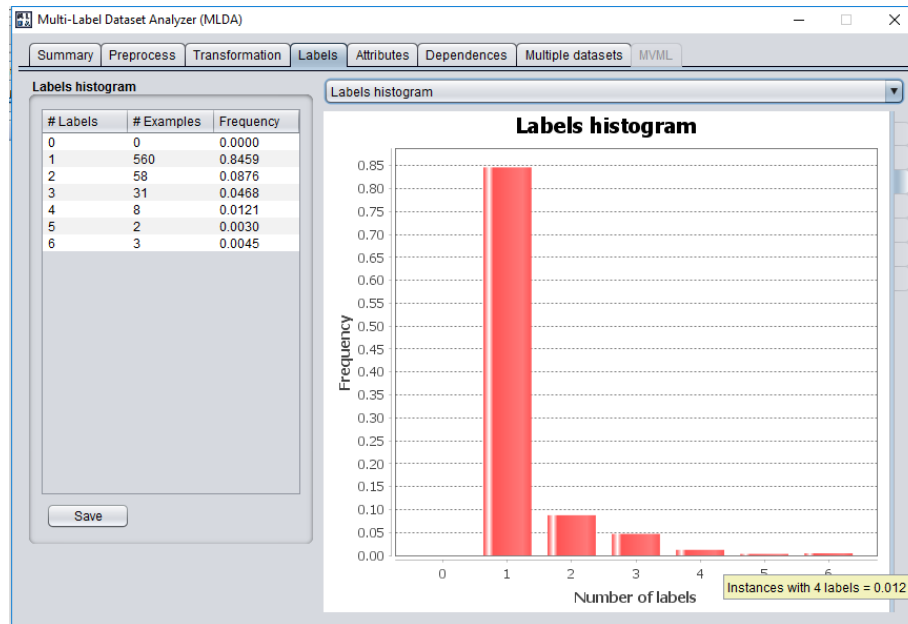 Multi-Label Dataset Analyzer (MLDA)
Summary Preprocess Transformation Labels Attributes Dependences Multiple datasets MVML
Labels histogram
# Labels # Examples Frequency
0 0 0.0000
1 560 0.8459
2 58 0.0876
3 31 0.0468
4 8 0.0121
5 2 0.0030
6 3 0.0045
Save
Labels histogram
Labels histogram
Frequency
0.85
0.80
0.75
0.70
0.65
0.60
0.55
0.50
0.45
0.40
0.35
0.30
0.25
0.20
0.15
0.10
0.05
0.00
0 1 2 3 4 5 6
Number of labels
Instances with 4 labels = 0.012